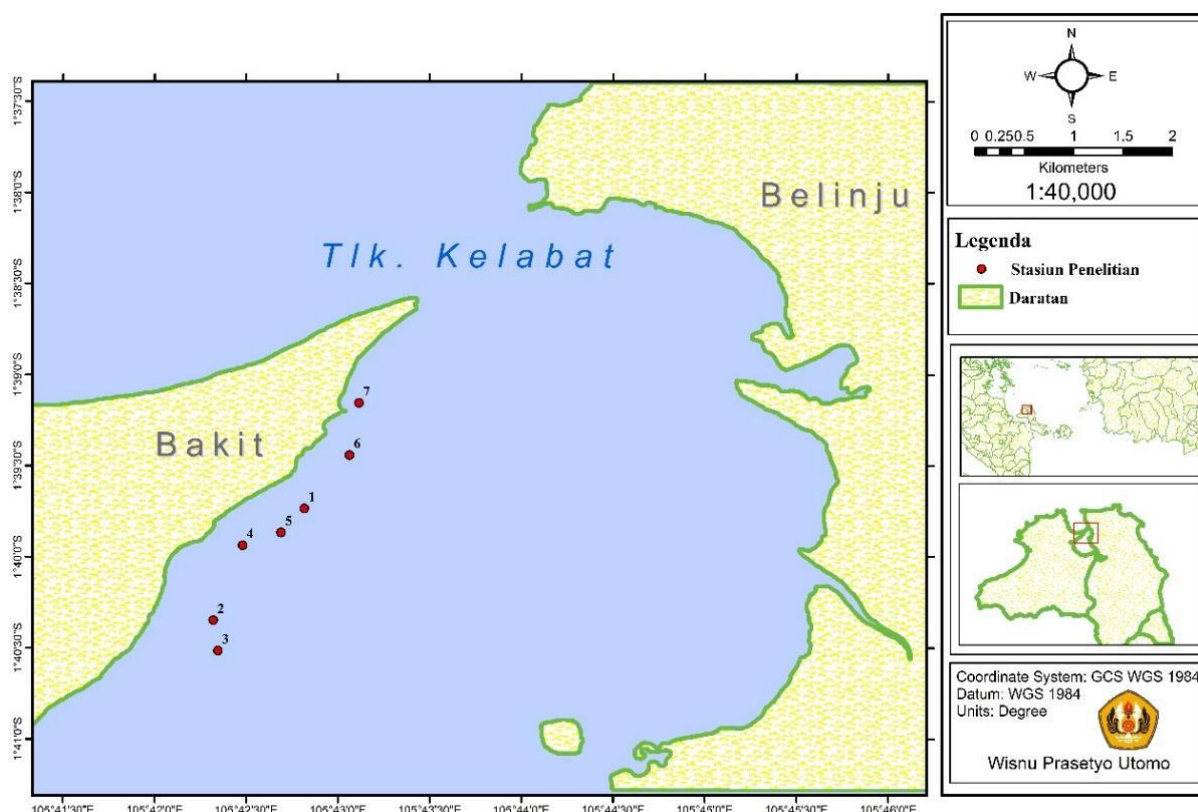 N
W E
S
0 0.25 0.5 1 1.5 2
Kilometers
1:40,000
Legenda
Stasiun Penelitian
Daratan
Coordinate System: GCS WGS 1984
Datum: WGS 1984
Units: Degree
Wisnu Prasetyo Utomo
Belinju
Tlk. Kelabat
Bakit
7
6
1
5
4
2
3
1°37'30"S
1°38'0"S
1°38'30"S
1°39'0"S
1°39'30"S
1°40'0"S
1°40'30"S
1°41'0"S
105°41'30"E 105°42'0"E 105°42'30"E 105°43'0"E 105°43'30"E 105°44'0"E 105°44'30"E 105°45'0"E 105°45'30"E 105°46'0"E